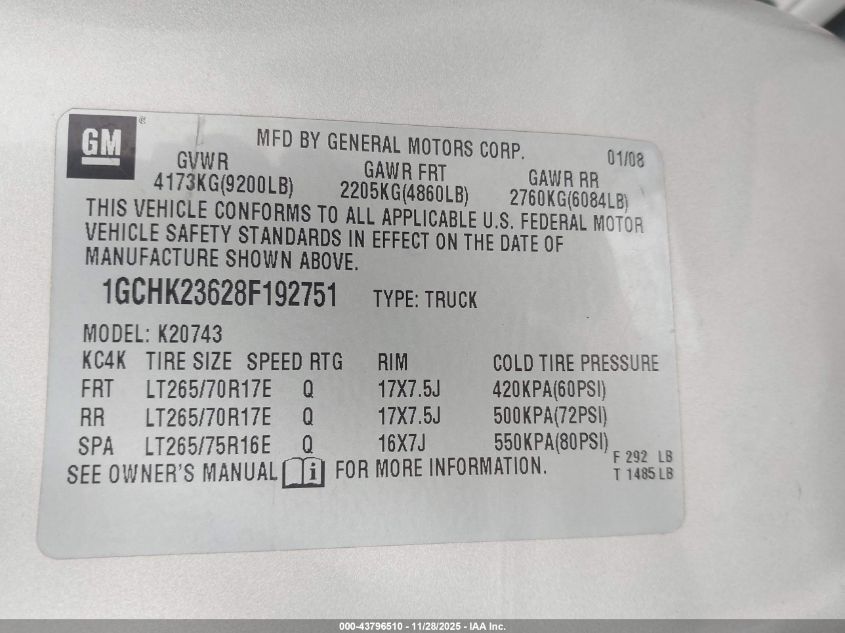 GM ®
MFD BY GENERAL MOTORS CORP. 01/08
GVWR GAWR FRT GAWR RR
4173KG(9200LB) 2205KG(4860LB) 2760KG(6084LB)
THIS VEHICLE CONFORMS TO ALL APPLICABLE U.S. FEDERAL MOTOR
VEHICLE SAFETY STANDARDS IN EFFECT ON THE DATE OF
MANUFACTURE SHOWN ABOVE.
1GCHK23628F192751 TYPE: TRUCK
MODEL: K20743
KC4K TIRE SIZE SPEED RTG RIM COLD TIRE PRESSURE
FRT LT265/70R17E Q 17X7.5J 420KPA(60PSI)
RR LT265/70R17E Q 17X7.5J 500KPA(72PSI)
SPA LT265/75R16E Q 16X7J 550KPA(80PSI)
SEE OWNER'S MANUAL i FOR MORE INFORMATION.
F 292 LB
T 1485 LB
000-43796510 - 11/28/2025 - IAA Inc.